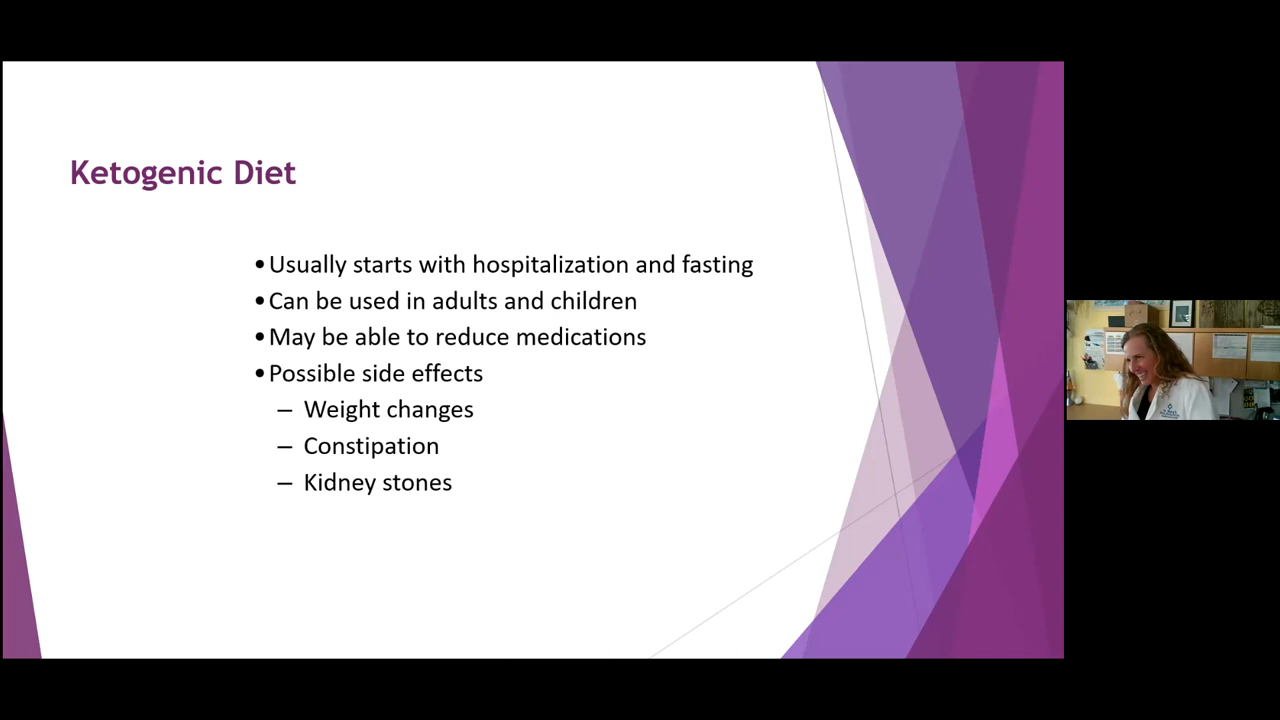 Ketogenic Diet
•Usually starts with hospitalization and fasting
•Can be used in adults and children
•May be able to reduce medications
•Possible side effects
– Weight changes
– Constipation
– Kidney stones